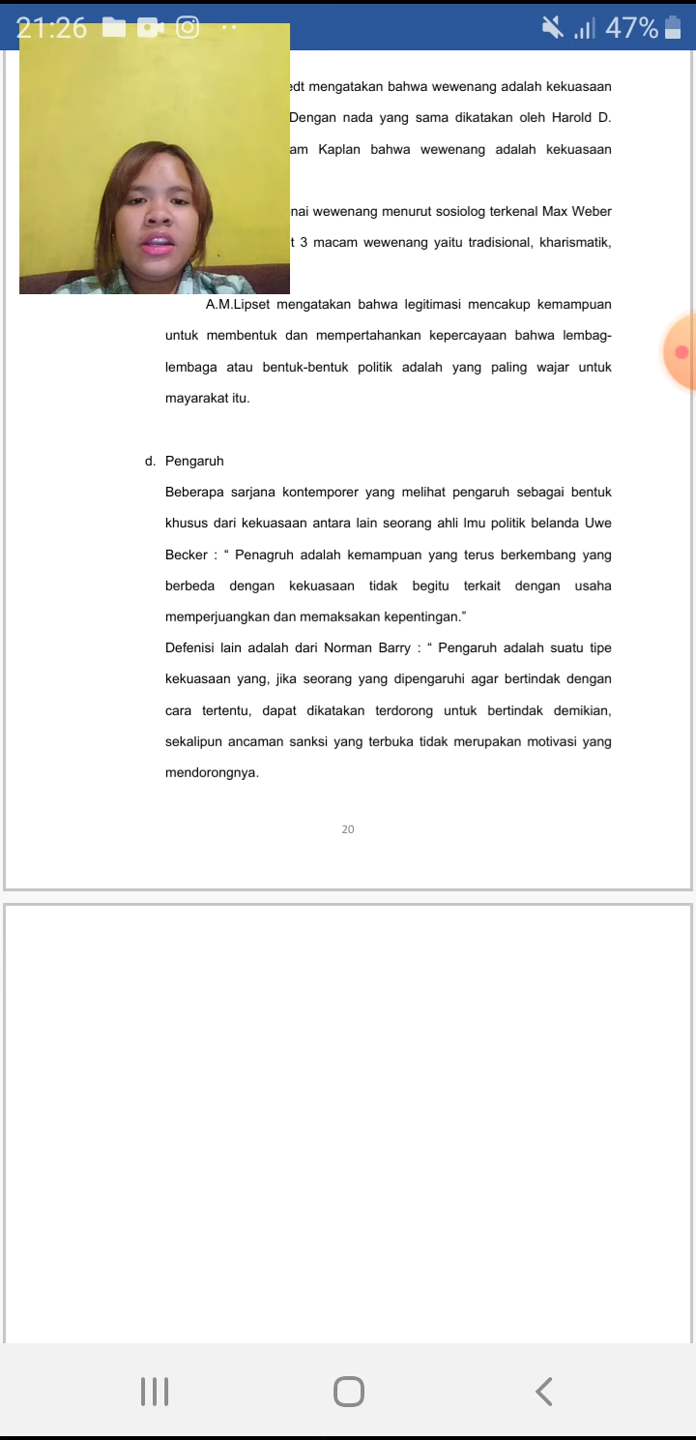 21:26
47%
mengatakan bahwa wewenang adalah kekuasaan
Dengan nada yang sama dikatakan oleh Harold D.
Kaplan bahwa wewenang adalah kekuasaan
wewenang menurut sosiolog terkenal Max Weber
3 macam wewenang yaitu tradisional, kharismatik,
A.M.Lipset mengatakan bahwa legitimasi mencakup kemampuan
untuk membentuk dan mempertahankan kepercayaan bahwa lembag-
lembaga atau bentuk-bentuk politik adalah yang paling wajar untuk
mayarakat itu.
d. Pengaruh
Beberapa sarjana kontemporer yang melihat pengaruh sebagai bentuk
khusus dari kekuasaan antara lain seorang ahli lmu politik belanda Uwe
Becker : “ Penagruh adalah kemampuan yang terus berkembang yang
berbeda dengan kekuasaan tidak begitu terkait dengan usaha
memperjuangkan dan memaksakan kepentingan.”
Defenisi lain adalah dari Norman Barry : “ Pengaruh adalah suatu tipe
kekuasaan yang, jika seorang yang dipengaruhi agar bertindak dengan
cara tertentu, dapat dikatakan terdorong untuk bertindak demikian,
sekalipun ancaman sanksi yang terbuka tidak merupakan motivasi yang
mendorongnya.
20